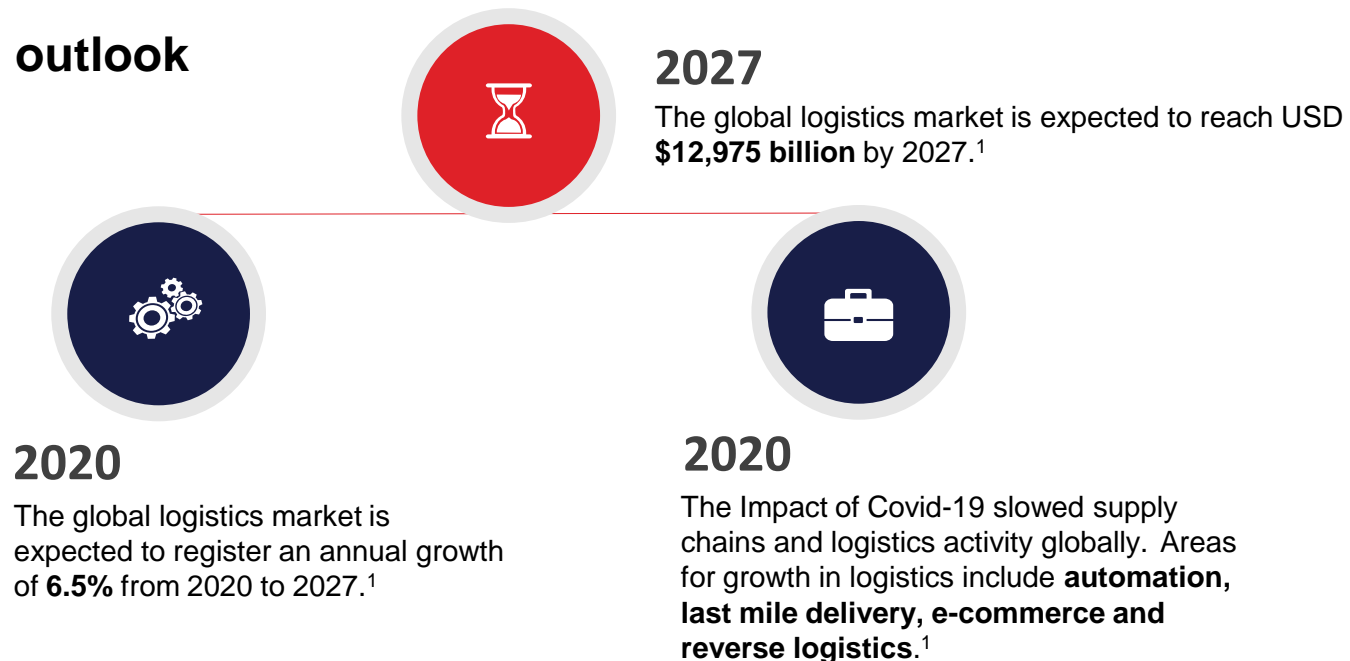 outlook
2027
The global logistics market is expected to reach USD
$12,975 billion by 2027.¹
2020
The global logistics market is
expected to register an annual growth
of 6.5% from 2020 to 2027.¹
2020
The Impact of Covid-19 slowed supply
chains and logistics activity globally. Areas
for growth in logistics include automation,
last mile delivery, e-commerce and
reverse logistics.¹